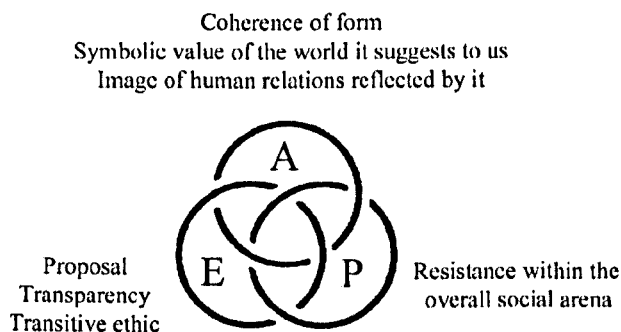 Coherence of form
Symbolic value of the world it suggests to us
Image of human relations reflected by it
A
E
P
Proposal
Transparency
Transitive ethic
Resistance within the
overall social arena